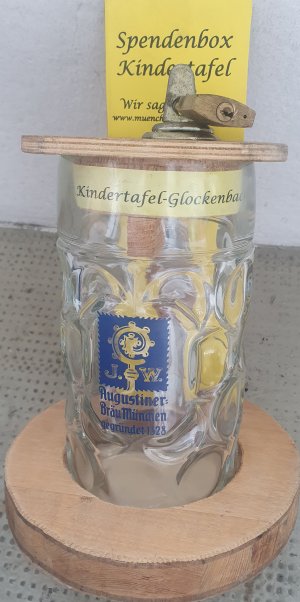 Spendenbox
Kindertafel
Wir sag
www.muench
Kindertafel-Glockenbac
J. W.
Augustiner
Bräu München
gegründet 1328